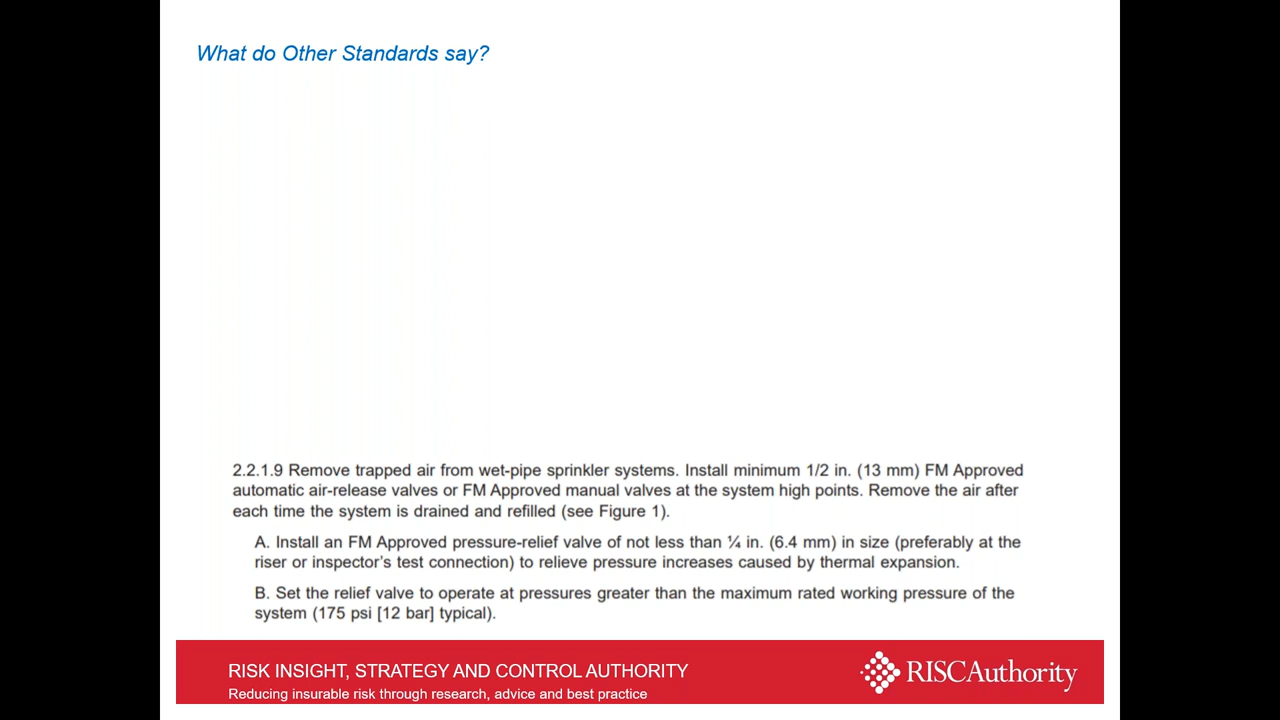 What do Other Standards say?
2.2.1.9 Remove trapped air from wet-pipe sprinkler systems. Install minimum 1/2 in. (13 mm) FM Approved
automatic air-release valves or FM Approved manual valves at the system high points. Remove the air after
each time the system is drained and refilled (see Figure 1).
A. Install an FM Approved pressure-relief valve of not less than ¼ in. (6.4 mm) in size (preferably at the
riser or inspector's test connection) to relieve pressure increases caused by thermal expansion.
B. Set the relief valve to operate at pressures greater than the maximum rated working pressure of the
system (175 psi [12 bar] typical).
RISK INSIGHT, STRATEGY AND CONTROL AUTHORITY
Reducing insurable risk through research, advice and best practice
RISCAuthority